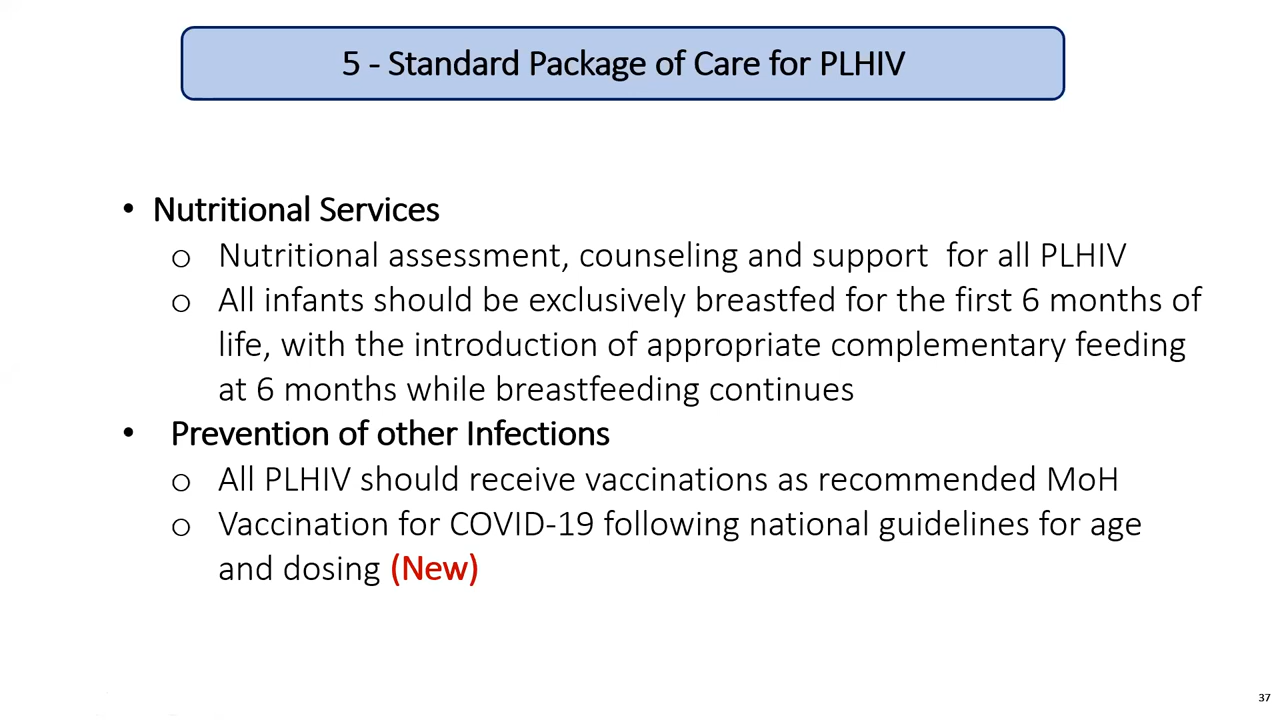 5 - Standard Package of Care for PLHIV
• Nutritional Services
o Nutritional assessment, counseling and support  for all PLHIV
o All infants should be exclusively breastfed for the first 6 months of
life, with the introduction of appropriate complementary feeding
at 6 months while breastfeeding continues
• Prevention of other Infections
o All PLHIV should receive vaccinations as recommended MoH
o Vaccination for COVID-19 following national guidelines for age
and dosing (New)
37